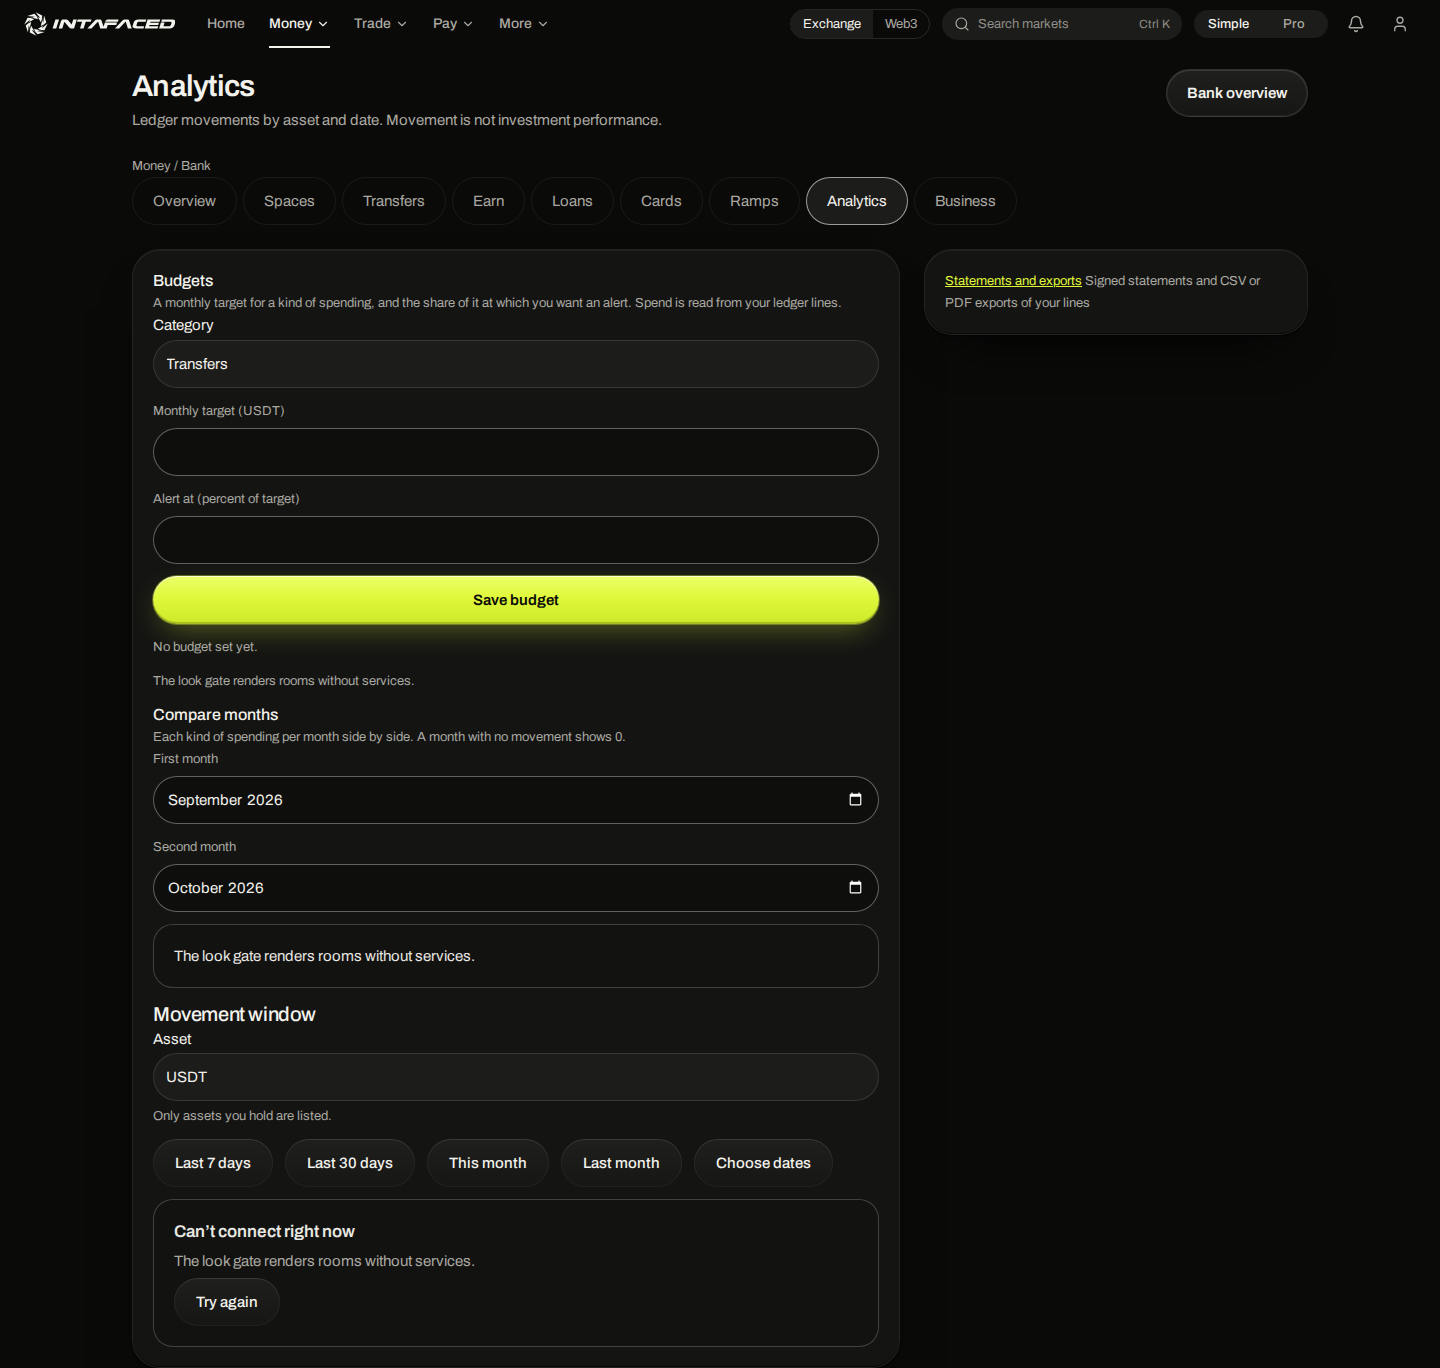 INTAFACED Home Money Trade Pay More Exchange Web3 Search markets Ctrl K Simple Pro
Analytics
Bank overview
Ledger movements by asset and date. Movement is not investment performance.
Money / Bank
Overview Spaces Transfers Earn Loans Cards Ramps Analytics Business
Budgets
A monthly target for a kind of spending, and the share of it at which you want an alert. Spend is read from your ledger lines.
Category
Transfers
Monthly target (USDT)
Alert at (percent of target)
Save budget
No budget set yet.
The look gate renders rooms without services.
Compare months
Each kind of spending per month side by side. A month with no movement shows 0.
First month
September 2026
Second month
October 2026
The look gate renders rooms without services.
Movement window
Asset
USDT
Only assets you hold are listed.
Last 7 days Last 30 days This month Last month Choose dates
Can’t connect right now
The look gate renders rooms without services.
Try again
Statements and exports Signed statements and CSV or
PDF exports of your lines